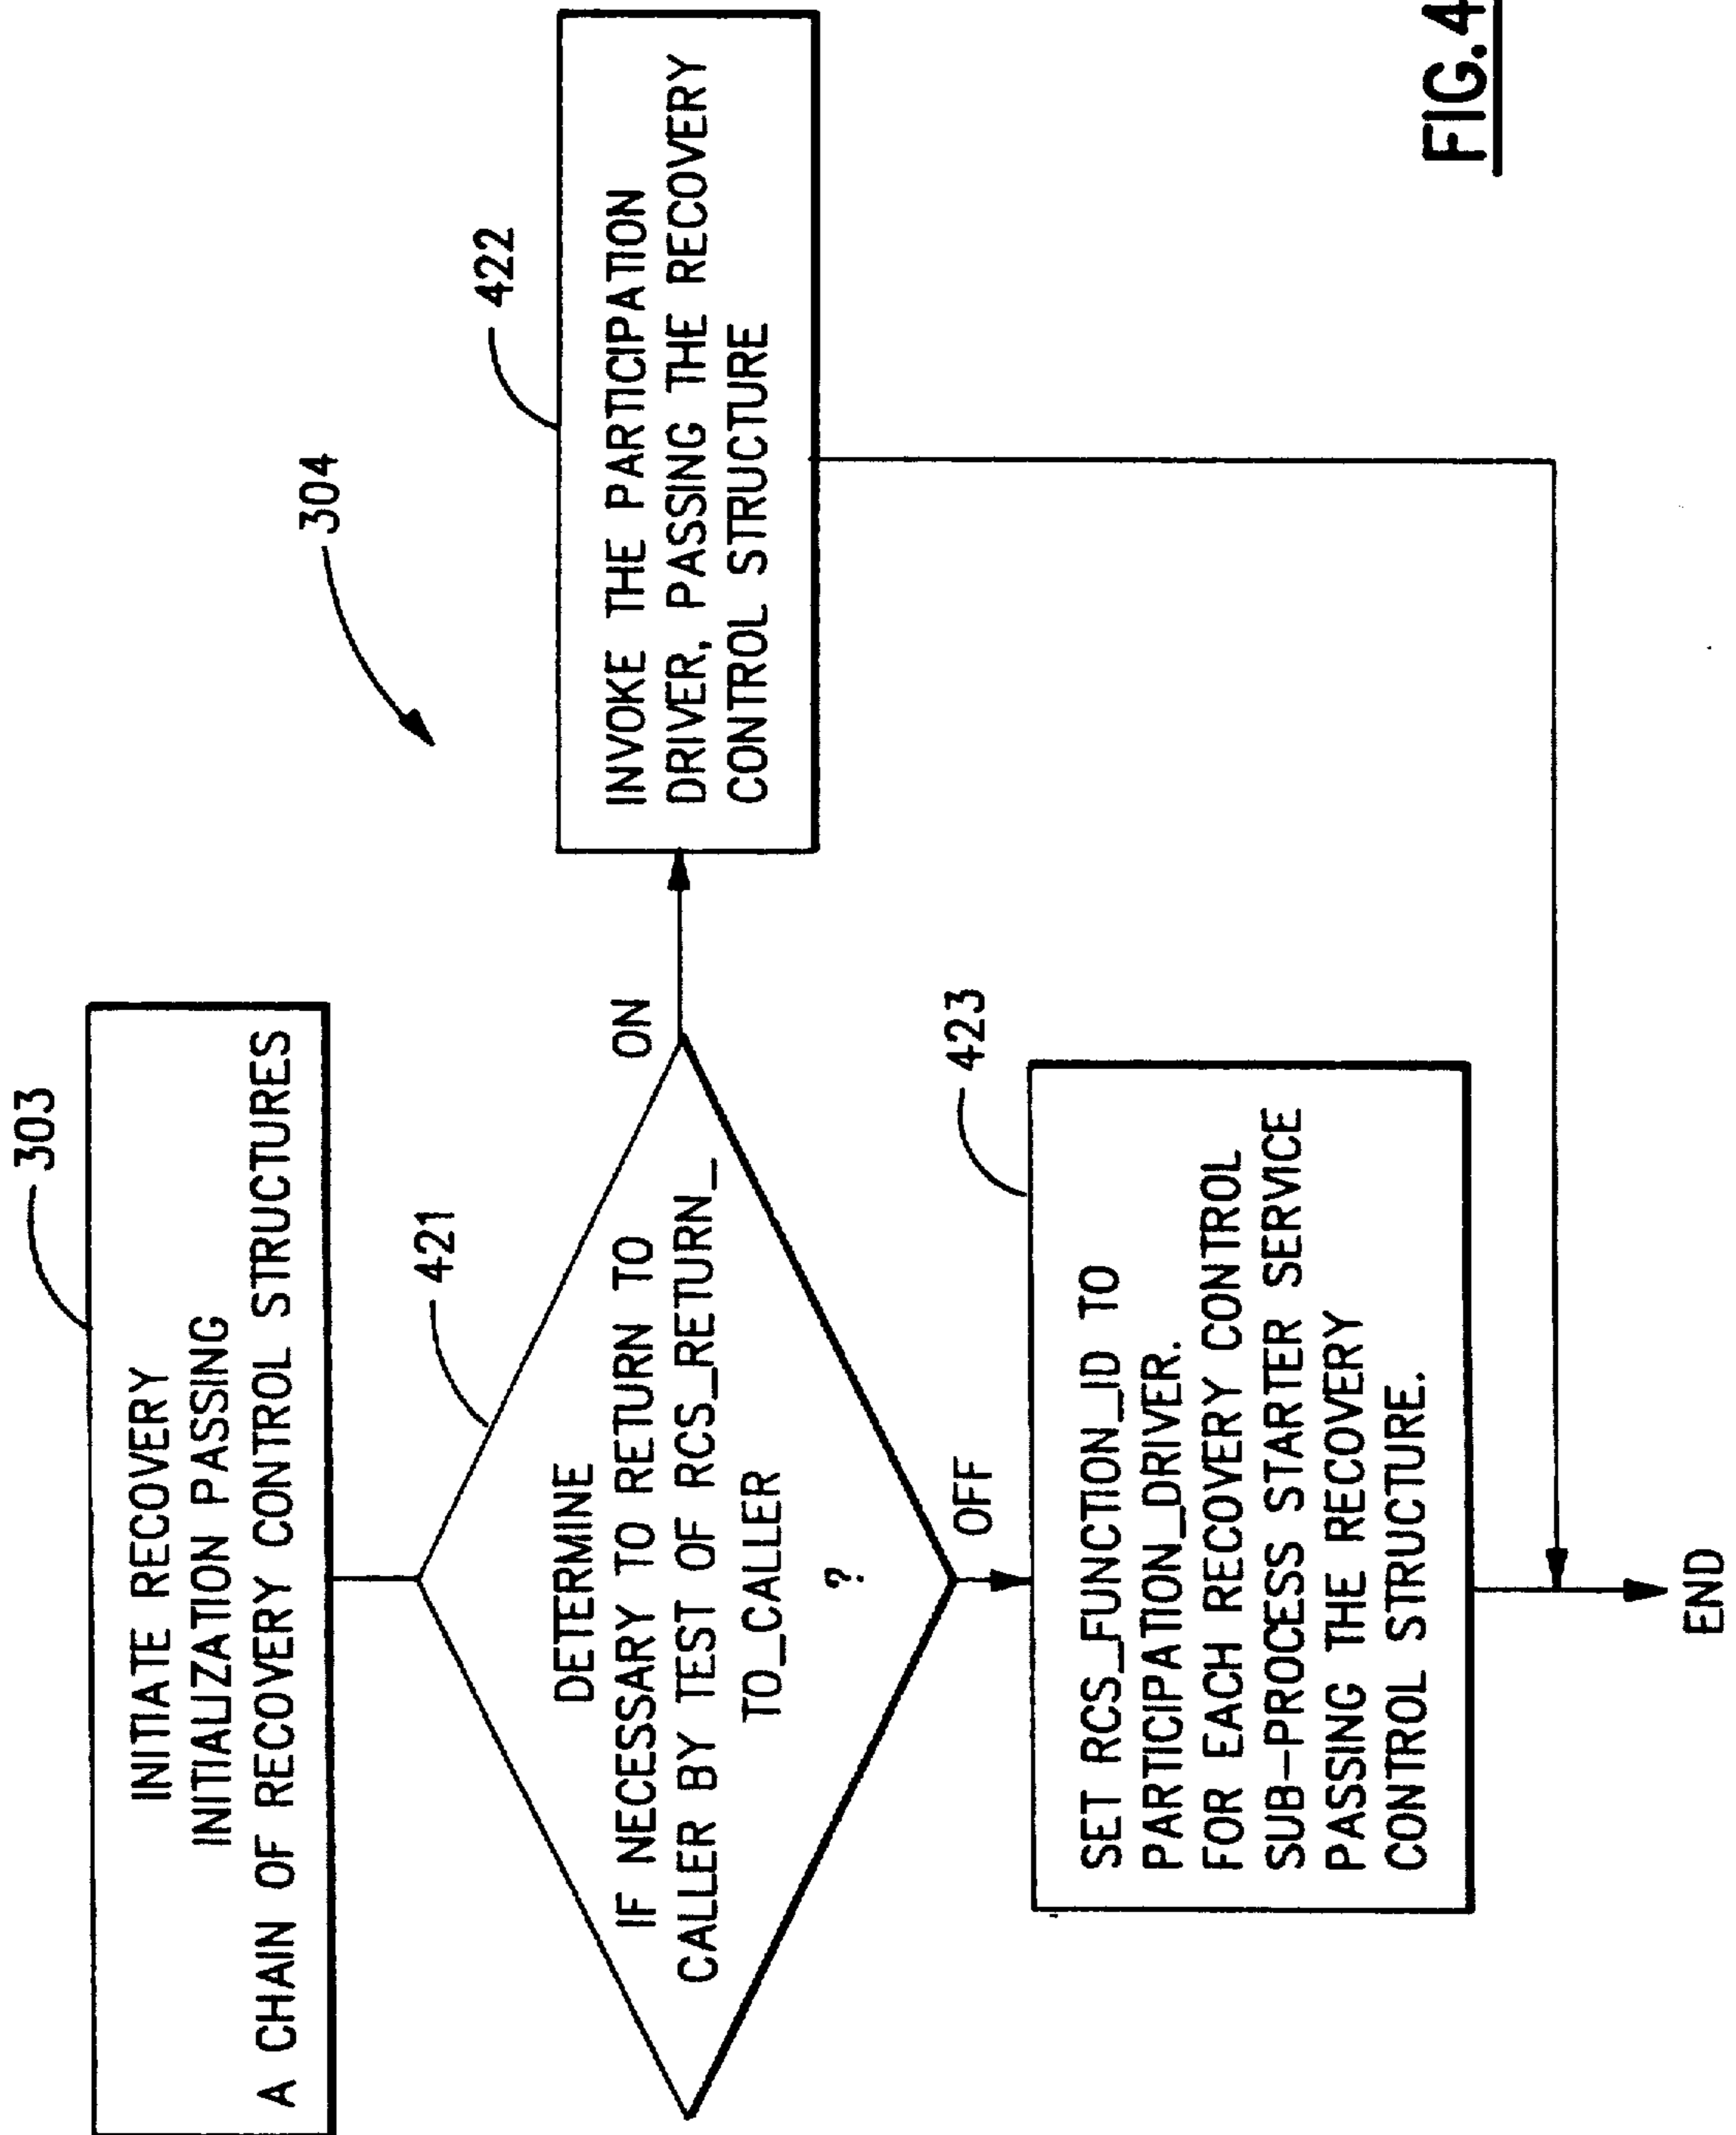 303
INITIATE RECOVERY
INITIALIZATION PASSING
A CHAIN OF RECOVERY CONTROL STRUCTURES
304
421
DETERMINE
IF NECESSARY TO RETURN TO
CALLER BY TEST OF RCS_RETURN_
TO_CALLER
?
ON
OFF
422
INVOKE THE PARTICIPATION
DRIVER, PASSING THE RECOVERY
CONTROL STRUCTURE
423
SET RCS_FUNCTION_ID TO
PARTICIPATION_DRIVER.
FOR EACH RECOVERY CONTROL
SUB-PROCESS STARTER SERVICE
PASSING THE RECOVERY
CONTROL STRUCTURE.
END
FIG.4